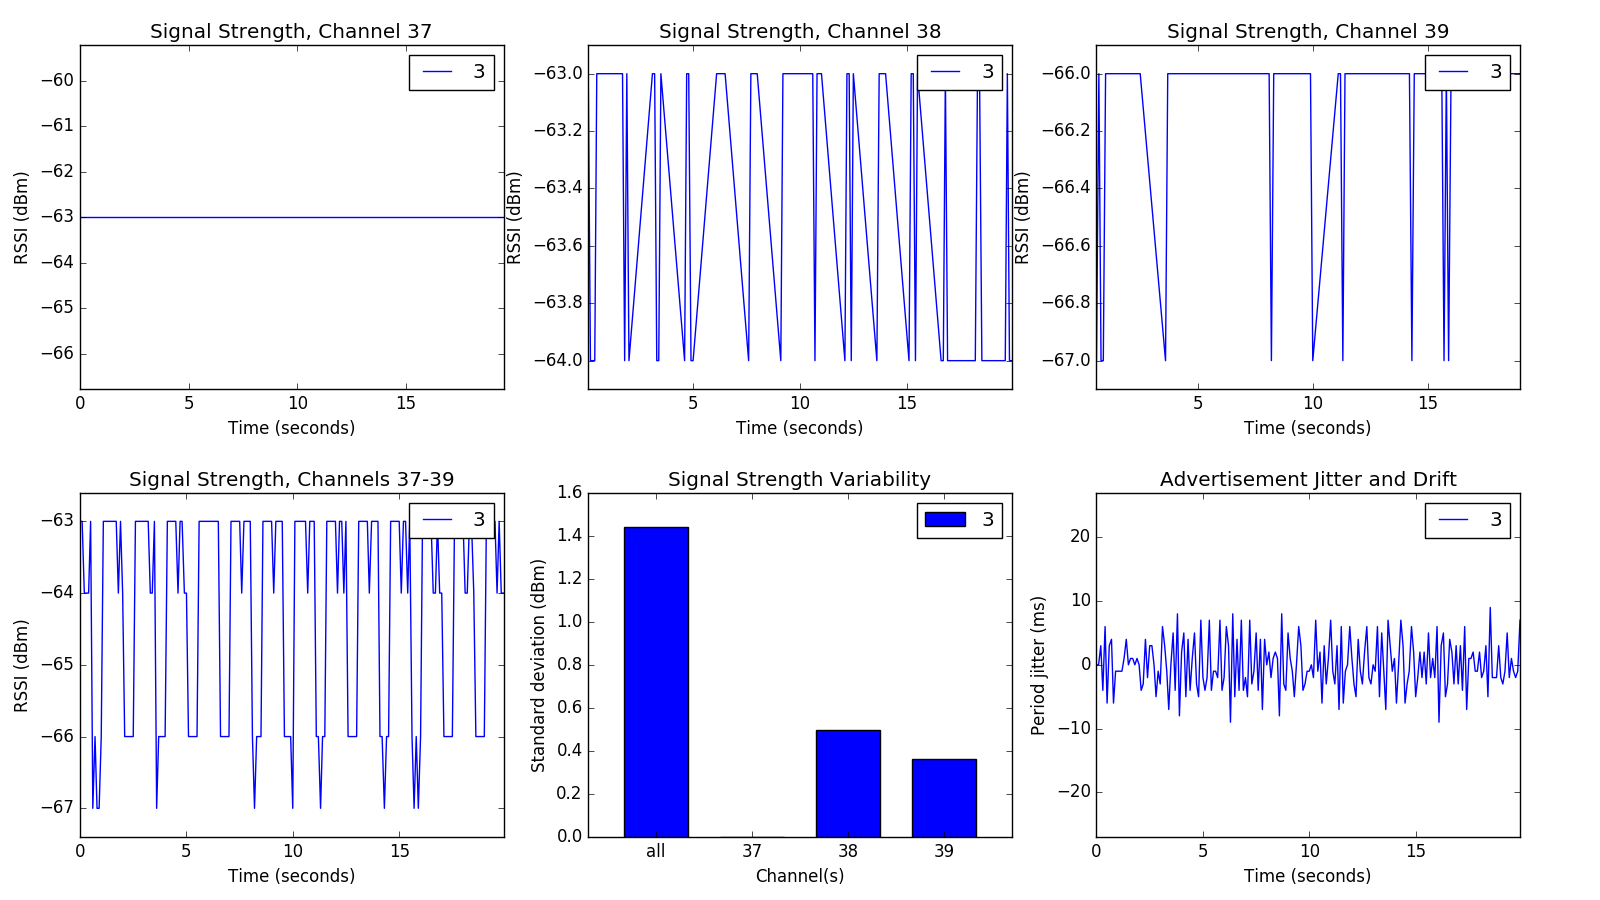 Signal Strength, Channel 37
3
−60
−61
−62
−63
−64
−65
−66
RSSI (dBm)
0 5 10 15
Time (seconds)
Signal Strength, Channel 38
3
−63.0
−63.2
−63.4
−63.6
−63.8
−64.0
RSSI (dBm)
5 10 15
Time (seconds)
Signal Strength, Channel 39
3
−66.0
−66.2
−66.4
−66.6
−66.8
−67.0
RSSI (dBm)
5 10 15
Time (seconds)
Signal Strength, Channels 37-39
3
−63
−64
−65
−66
−67
RSSI (dBm)
0 5 10 15
Time (seconds)
Signal Strength Variability
3
1.6
1.4
1.2
1.0
0.8
0.6
0.4
0.2
0.0
Standard deviation (dBm)
all 37 38 39
Channel(s)
Advertisement Jitter and Drift
3
20
10
0
−10
−20
Period jitter (ms)
0 5 10 15
Time (seconds)